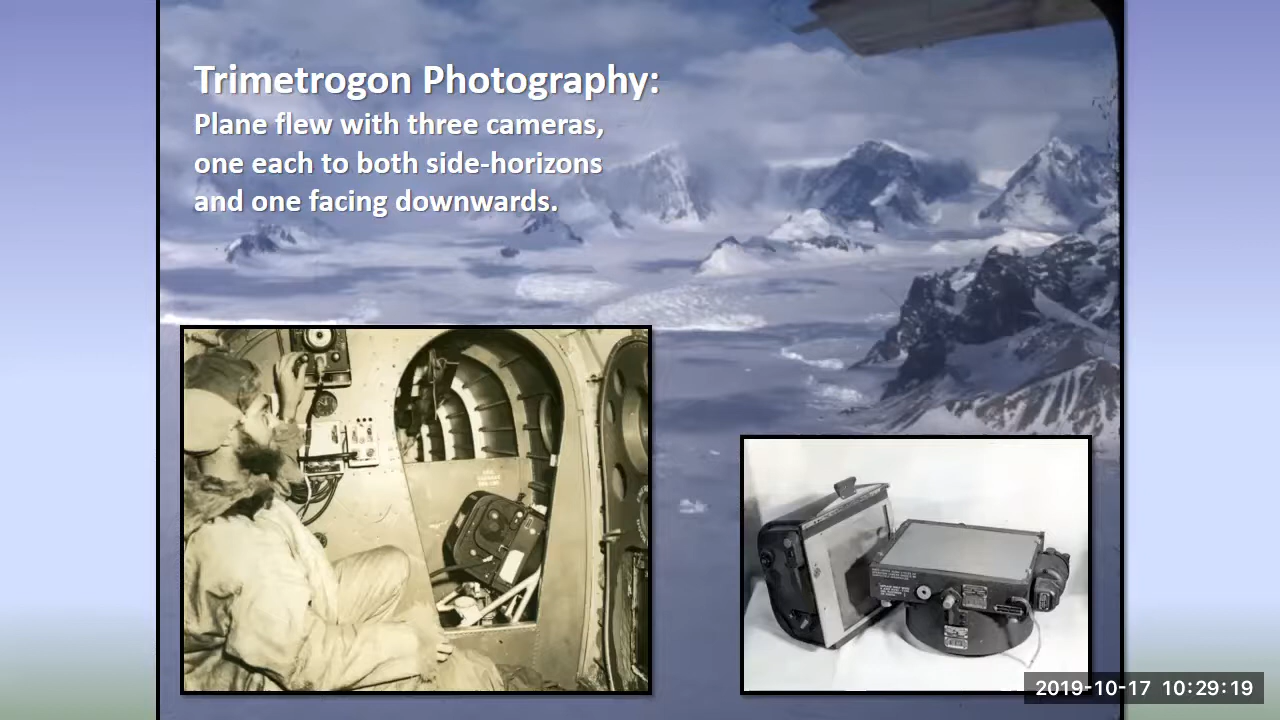 Trimetrogon Photography:
Plane flew with three cameras,
one each to both side-horizons
and one facing downwards.
2019-10-17 10:29:19